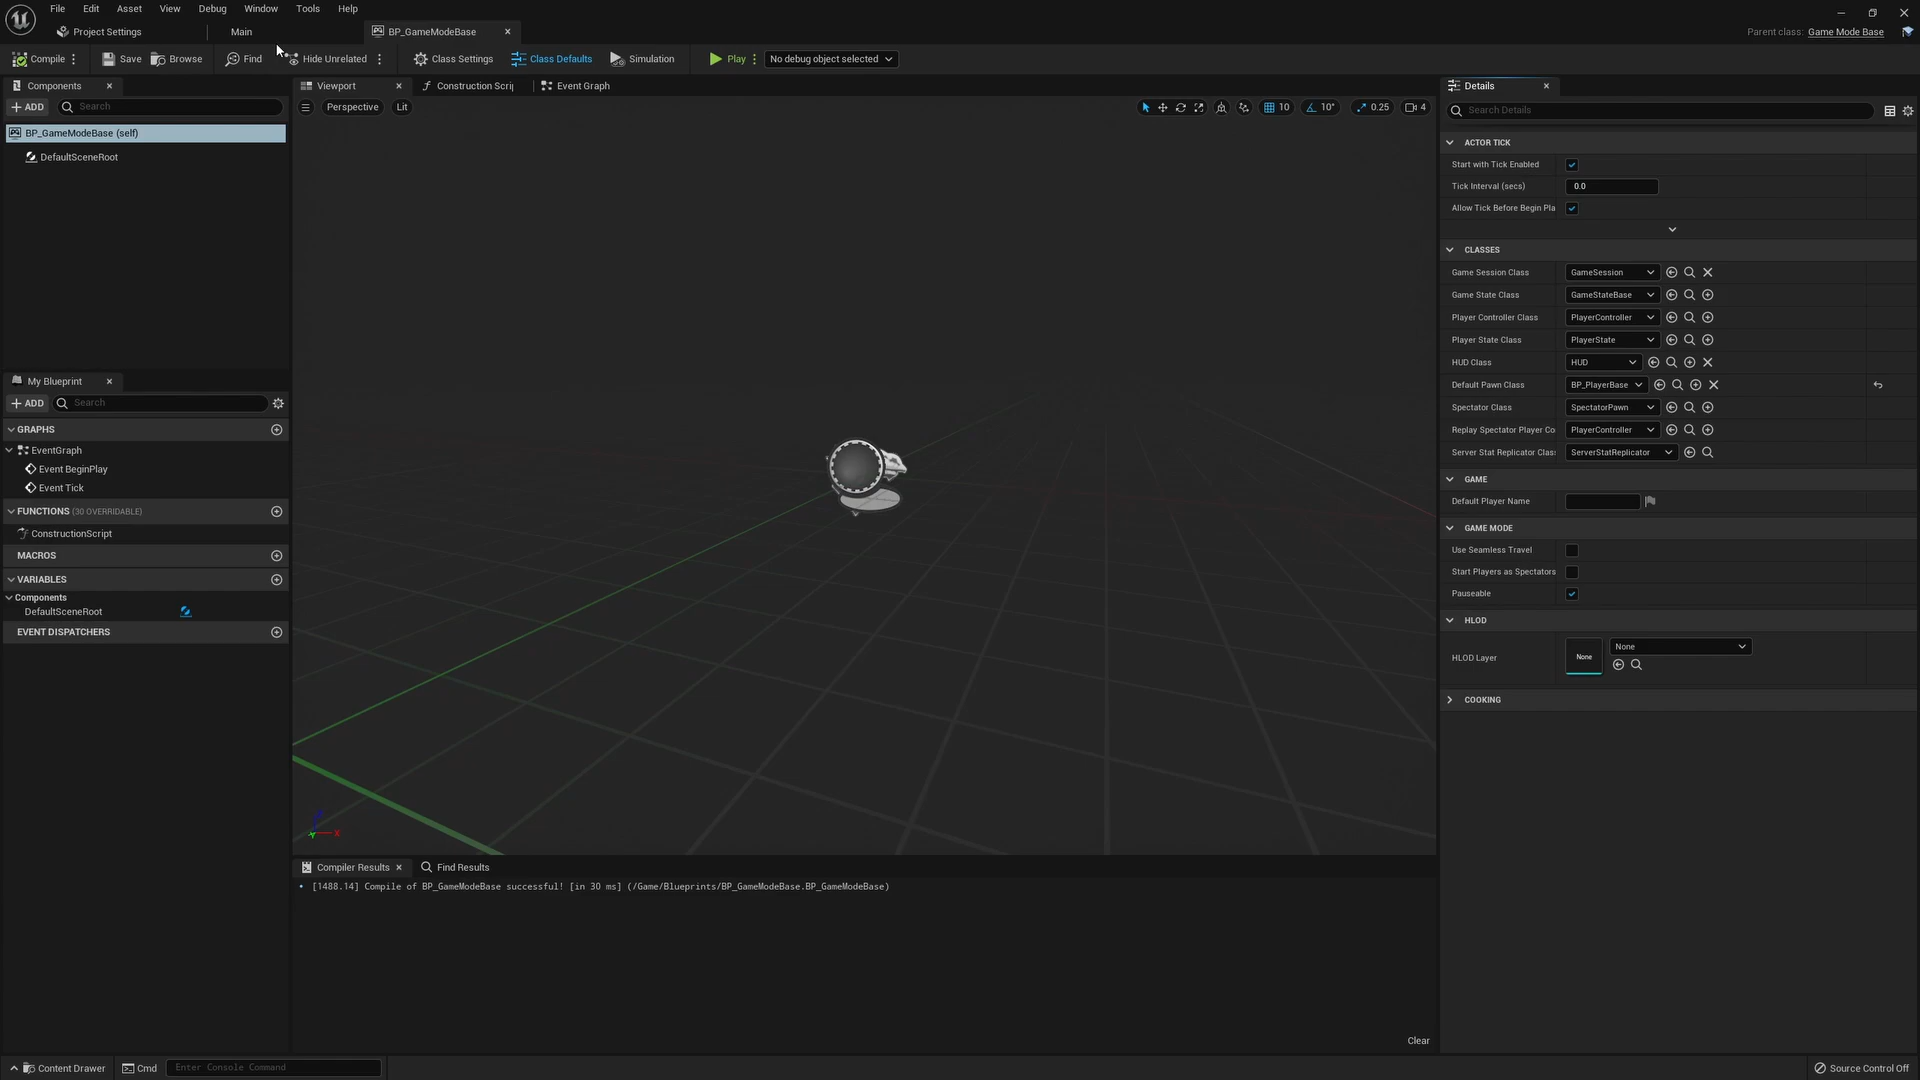 File Edit Asset View Debug Window Tools Help
Project Settings Main BP_GameModeBase Parent class: Game Mode Base
Compile Save Browse Find Hide Unrelated Class Settings Class Defaults Simulation Play No debug object selected
Components
ADD Search
BP_GameModeBase (self)
DefaultSceneRoot
My Blueprint
ADD Search
GRAPHS
EventGraph
Event BeginPlay
Event Tick
FUNCTIONS (30 OVERRIDABLE)
ConstructionScript
MACROS
VARIABLES
Components
DefaultSceneRoot
EVENT DISPATCHERS
Viewport Construction Scrip Event Graph
Perspective Lit 10 10° 0.25 4
X
Compiler Results Find Results
[1488.14] Compile of BP_GameModeBase successful! [in 30 ms] (/Game/Blueprints/BP_GameModeBase.BP_GameModeBase)
Clear
Details
Search Details
ACTOR TICK
Start with Tick Enabled
Tick Interval (secs) 0.0
Allow Tick Before Begin Pla
CLASSES
Game Session Class GameSession
Game State Class GameStateBase
Player Controller Class PlayerController
Player State Class PlayerState
HUD Class HUD
Default Pawn Class BP_PlayerBase
Spectator Class SpectatorPawn
Replay Spectator Player Co PlayerController
Server Stat Replicator Class ServerStatReplicator
GAME
Default Player Name
GAME MODE
Use Seamless Travel
Start Players as Spectators
Pauseable
HLOD
HLOD Layer None None
COOKING
Content Drawer Cmd Enter Console Command Source Control Off